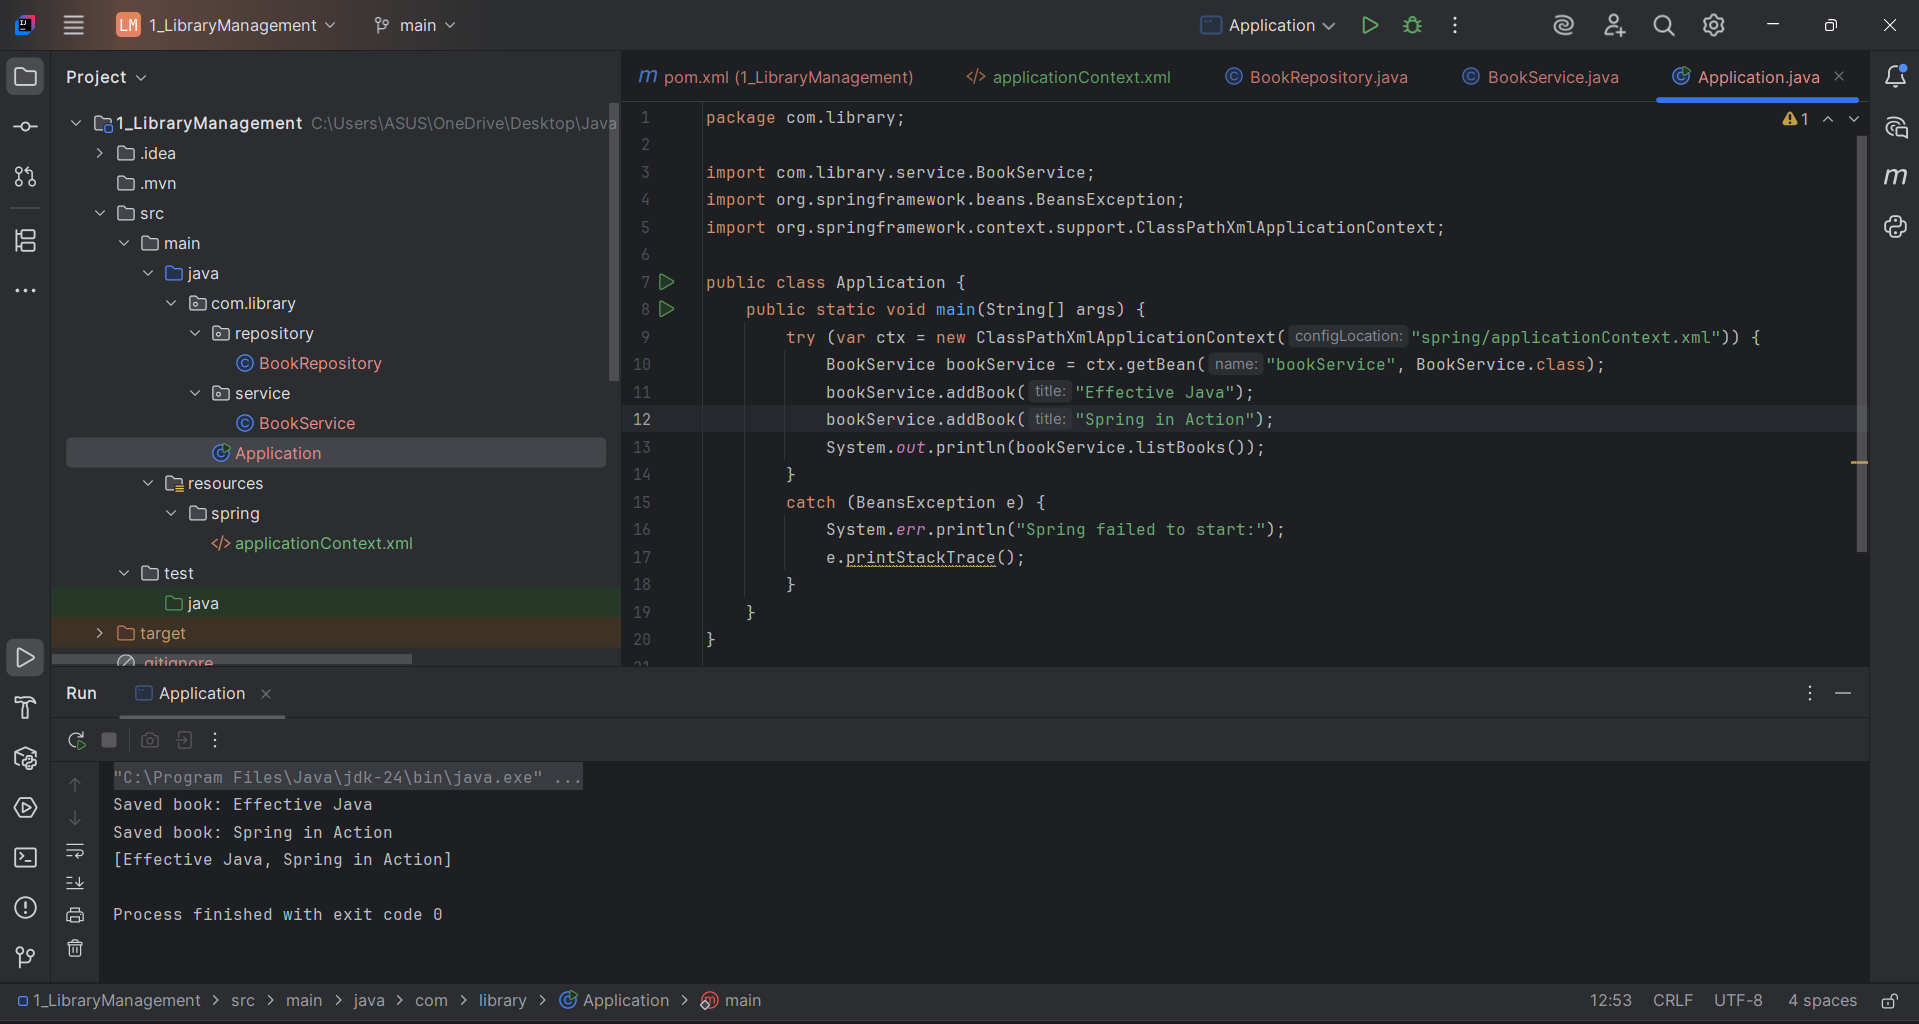 LM 1_LibraryManagement main Application
Project
1_LibraryManagement C:\Users\ASUS\OneDrive\Desktop\Java
.idea
.mvn
src
main
java
com.library
repository
BookRepository
service
BookService
Application
resources
spring
</> applicationContext.xml
test
java
target
.gitignore
m pom.xml (1_LibraryManagement) </> applicationContext.xml © BookRepository.java © BookService.java Application.java
1 package com.library;
2
3 import com.library.service.BookService;
4 import org.springframework.beans.BeansException;
5 import org.springframework.context.support.ClassPathXmlApplicationContext;
6
7 public class Application {
8 public static void main(String[] args) {
9 try (var ctx = new ClassPathXmlApplicationContext( configLocation: "spring/applicationContext.xml")) {
10 BookService bookService = ctx.getBean( name: "bookService", BookService.class);
11 bookService.addBook( title: "Effective Java");
12 bookService.addBook( title: "Spring in Action");
13 System.out.println(bookService.listBooks());
14 }
15 catch (BeansException e) {
16 System.err.println("Spring failed to start:");
17 e.printStackTrace();
18 }
19 }
20 }
21
1
Run Application
"C:\Program Files\Java\jdk-24\bin\java.exe" ...
Saved book: Effective Java
Saved book: Spring in Action
[Effective Java, Spring in Action]
Process finished with exit code 0
1_LibraryManagement > src > main > java > com > library > Application > main 12:53 CRLF UTF-8 4 spaces